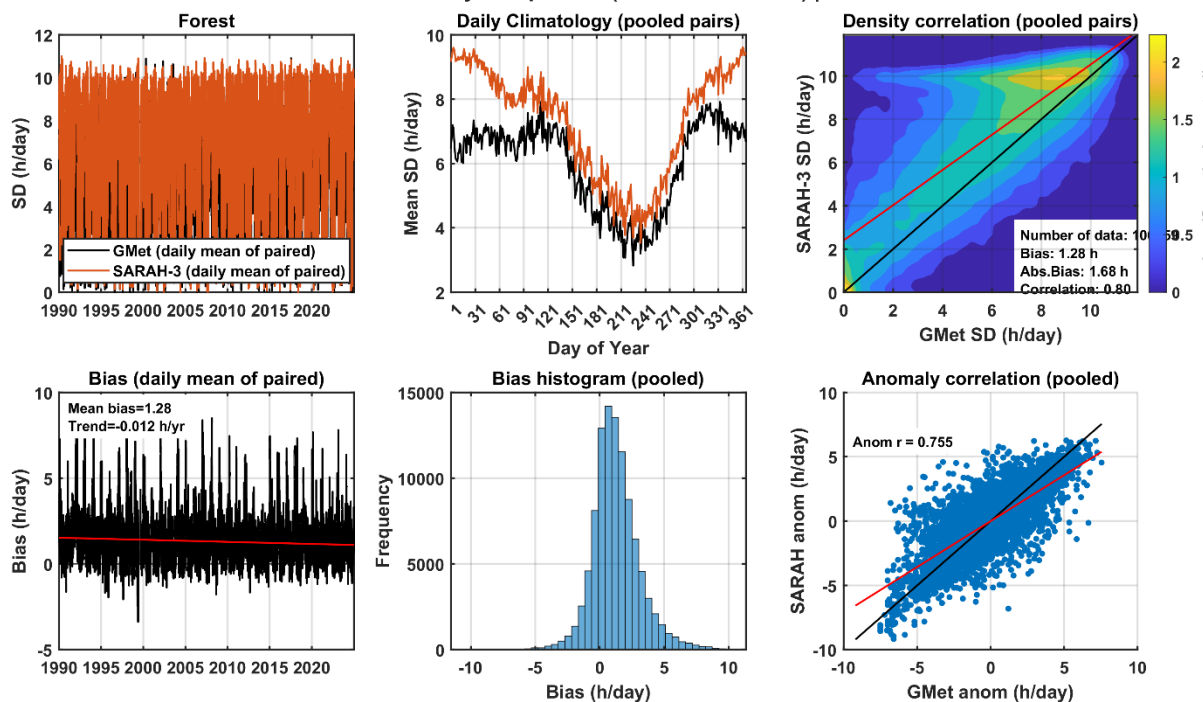 Forest
12
10
8
6
4
2
0
SD (h/day)
GMet (daily mean of paired)
SARAH-3 (daily mean of paired)
1990 1995 2000 2005 2010 2015 2020
Daily Climatology (pooled pairs)
10
8
6
4
2
Mean SD (h/day)
1 31 61 91 121 151 181 211 241 271 301 331 361
Day of Year
Density correlation (pooled pairs)
10
8
6
4
2
0
SARAH-3 SD (h/day)
Number of data:
Bias: 1.28 h
Abs.Bias: 1.68 h
Correlation: 0.80
0 2 4 6 8 10
GMet SD (h/day)
2
1.5
1
0.5
0
Bias (daily mean of paired)
10
5
0
-5
Bias (h/day)
Mean bias=1.28
Trend=-0.012 h/yr
1990 1995 2000 2005 2010 2015 2020
Bias histogram (pooled)
15000
10000
5000
0
Frequency
-10 -5 0 5 10
Bias (h/day)
Anomaly correlation (pooled)
10
5
0
-5
-10
SARAH anom (h/day)
Anom r = 0.755
-10 -5 0 5 10
GMet anom (h/day)